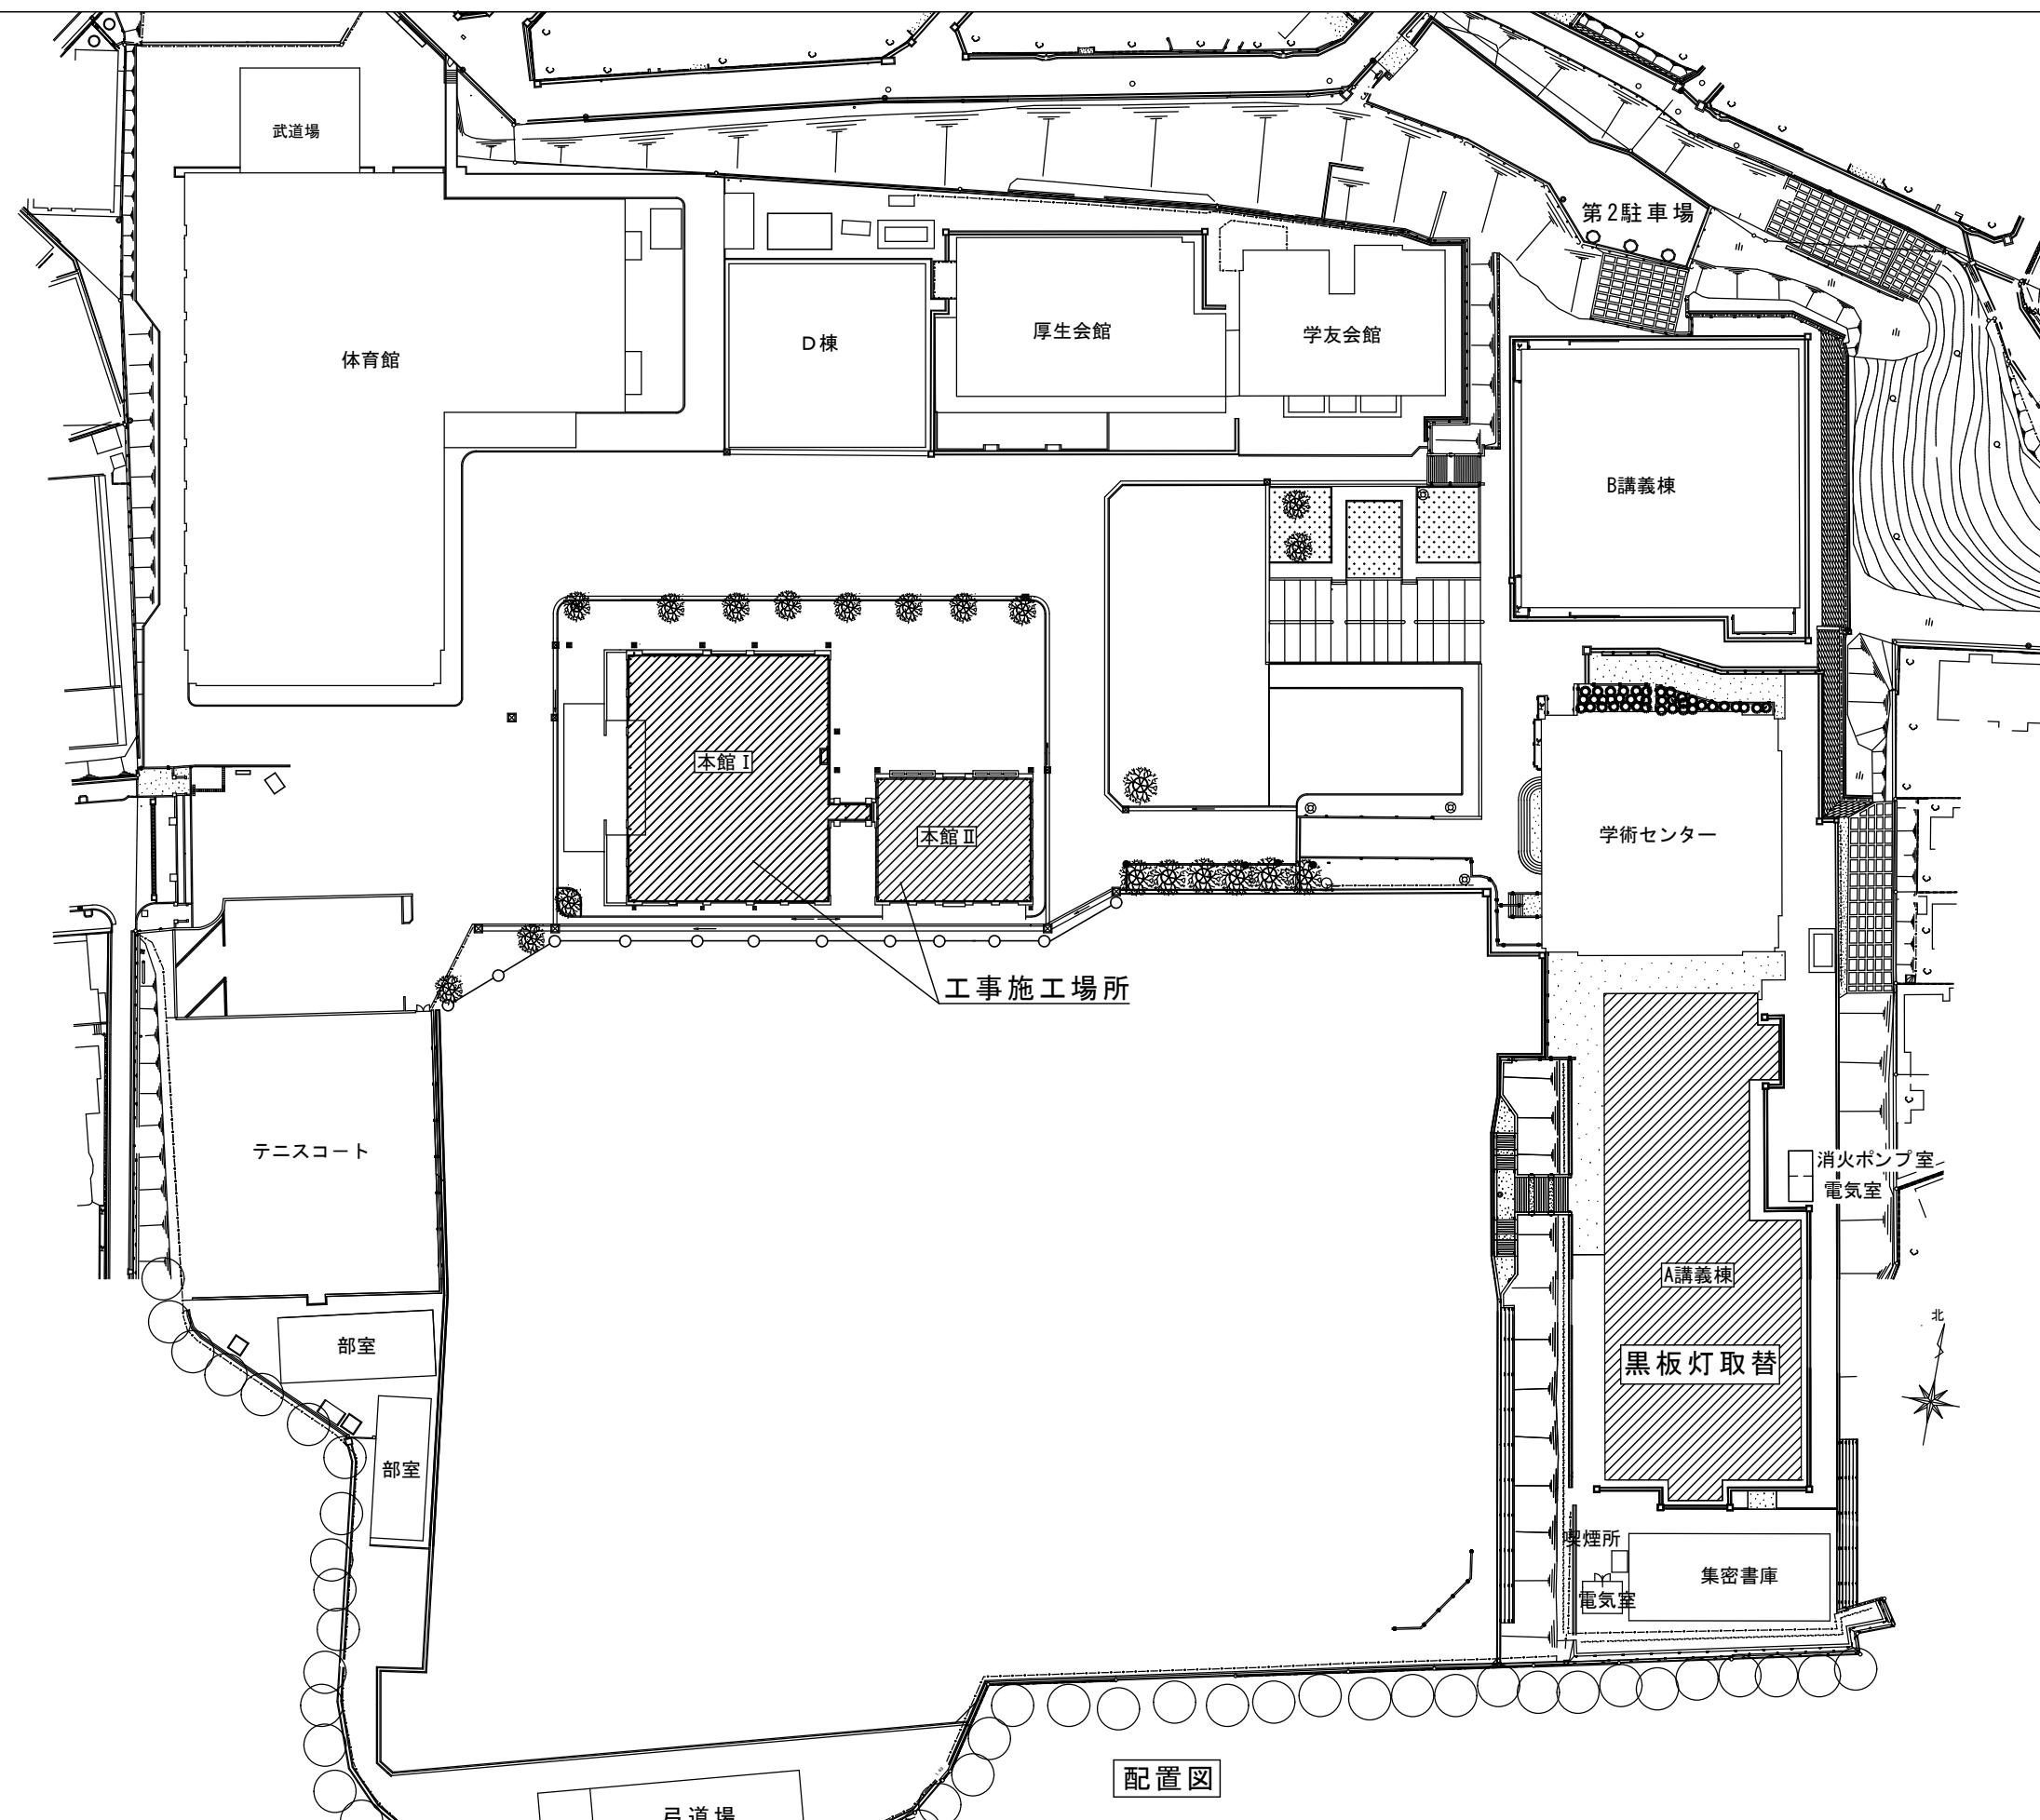 武道場
第2駐車場
体育館
D棟
厚生会館
学友会館
B講義棟
本館Ⅰ
本館Ⅱ
学術センター
工事施工場所
テニスコート
消火ポンプ室
電気室
A講義棟
北
部室
黒板灯取替
部室
喫煙所
集密書庫
電気室
配置図
弓道場